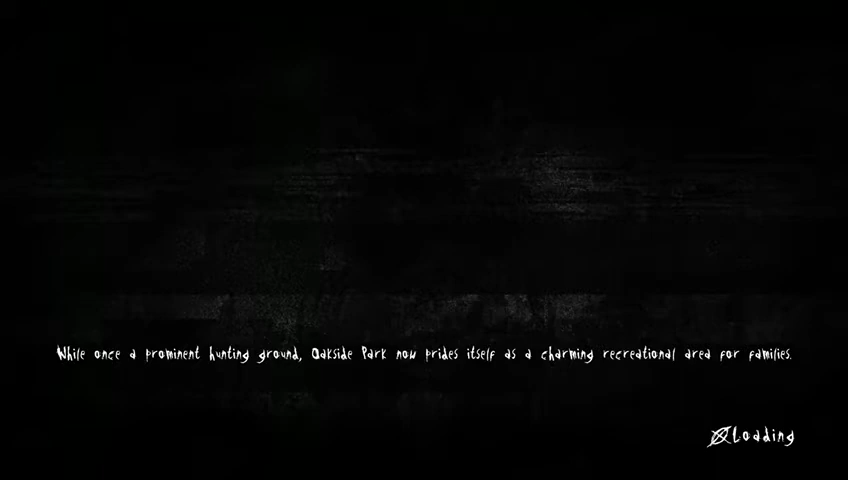 While once a prominent hunting ground, Oakside Park now prides itself as a charming recreational area for families.
Loading